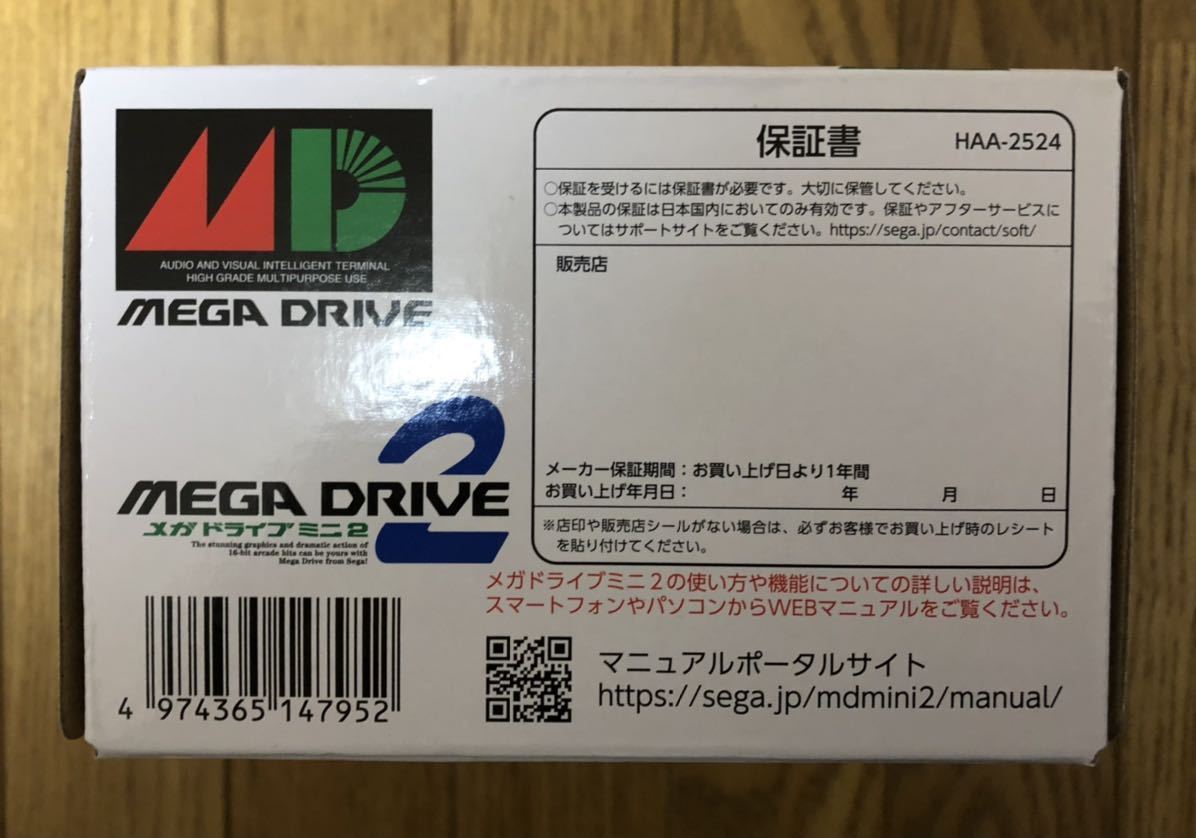 MD
AUDIO AND VISUAL INTELLIGENT TERMINAL
HIGH GRADE MULTIPURPOSE USE
MEGA DRIVE
MEGA DRIVE 2
メガドライブミニ2
The stunning graphics and dramatic action of
16-bit arcade hits can be yours with
Mega Drive from Sega!
4 974365 147952
保証書 HAA-2524
○保証を受けるには保証書が必要です。大切に保管してください。
○本製品の保証は日本国内においてのみ有効です。保証やアフターサービスに
ついてはサポートサイトをご覧ください。https://sega.jp/contact/soft/
販売店
メーカー保証期間：お買い上げ日より1年間
お買い上げ年月日： 年 月 日
※店印や販売店シールがない場合は、必ずお客様でお買い上げ時のレシート
を貼り付けてください。
メガドライブミニ2の使い方や機能についての詳しい説明は、
スマートフォンやパソコンからWEBマニュアルをご覧ください。
マニュアルポータルサイト
https://sega.jp/mdmini2/manual/